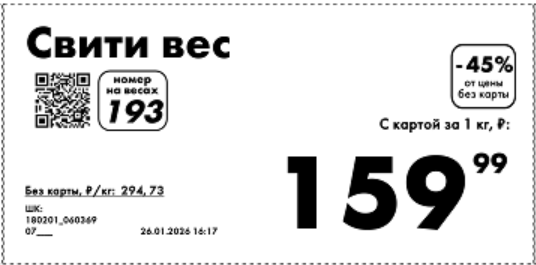 Свити вес
номер
на весах
193
-45%
от цены
без карты
С картой за 1 кг, ₽:
159 99
Без карты, ₽/кг: 294,73
ШК:
180201_060369
07___
26.01.2026 16:17